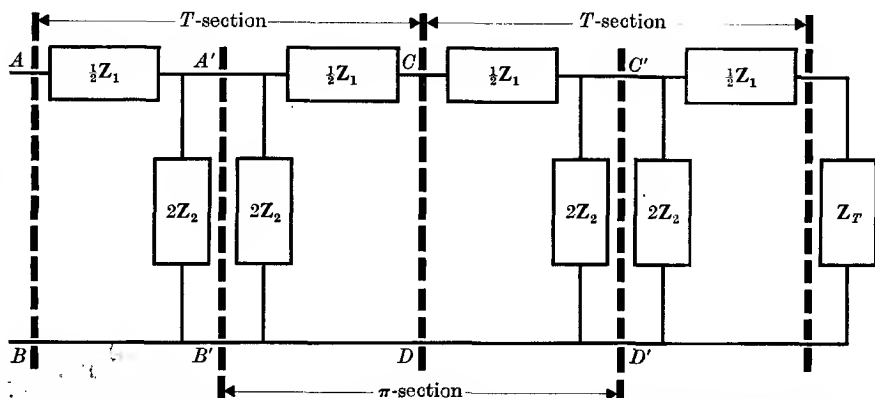 T-section T-section
A A′ C C′
½Z₁ ½Z₁ ½Z₁ ½Z₁
2Z₂ 2Z₂ 2Z₂ 2Z₂ Z_T
B B′ D D′
π-section